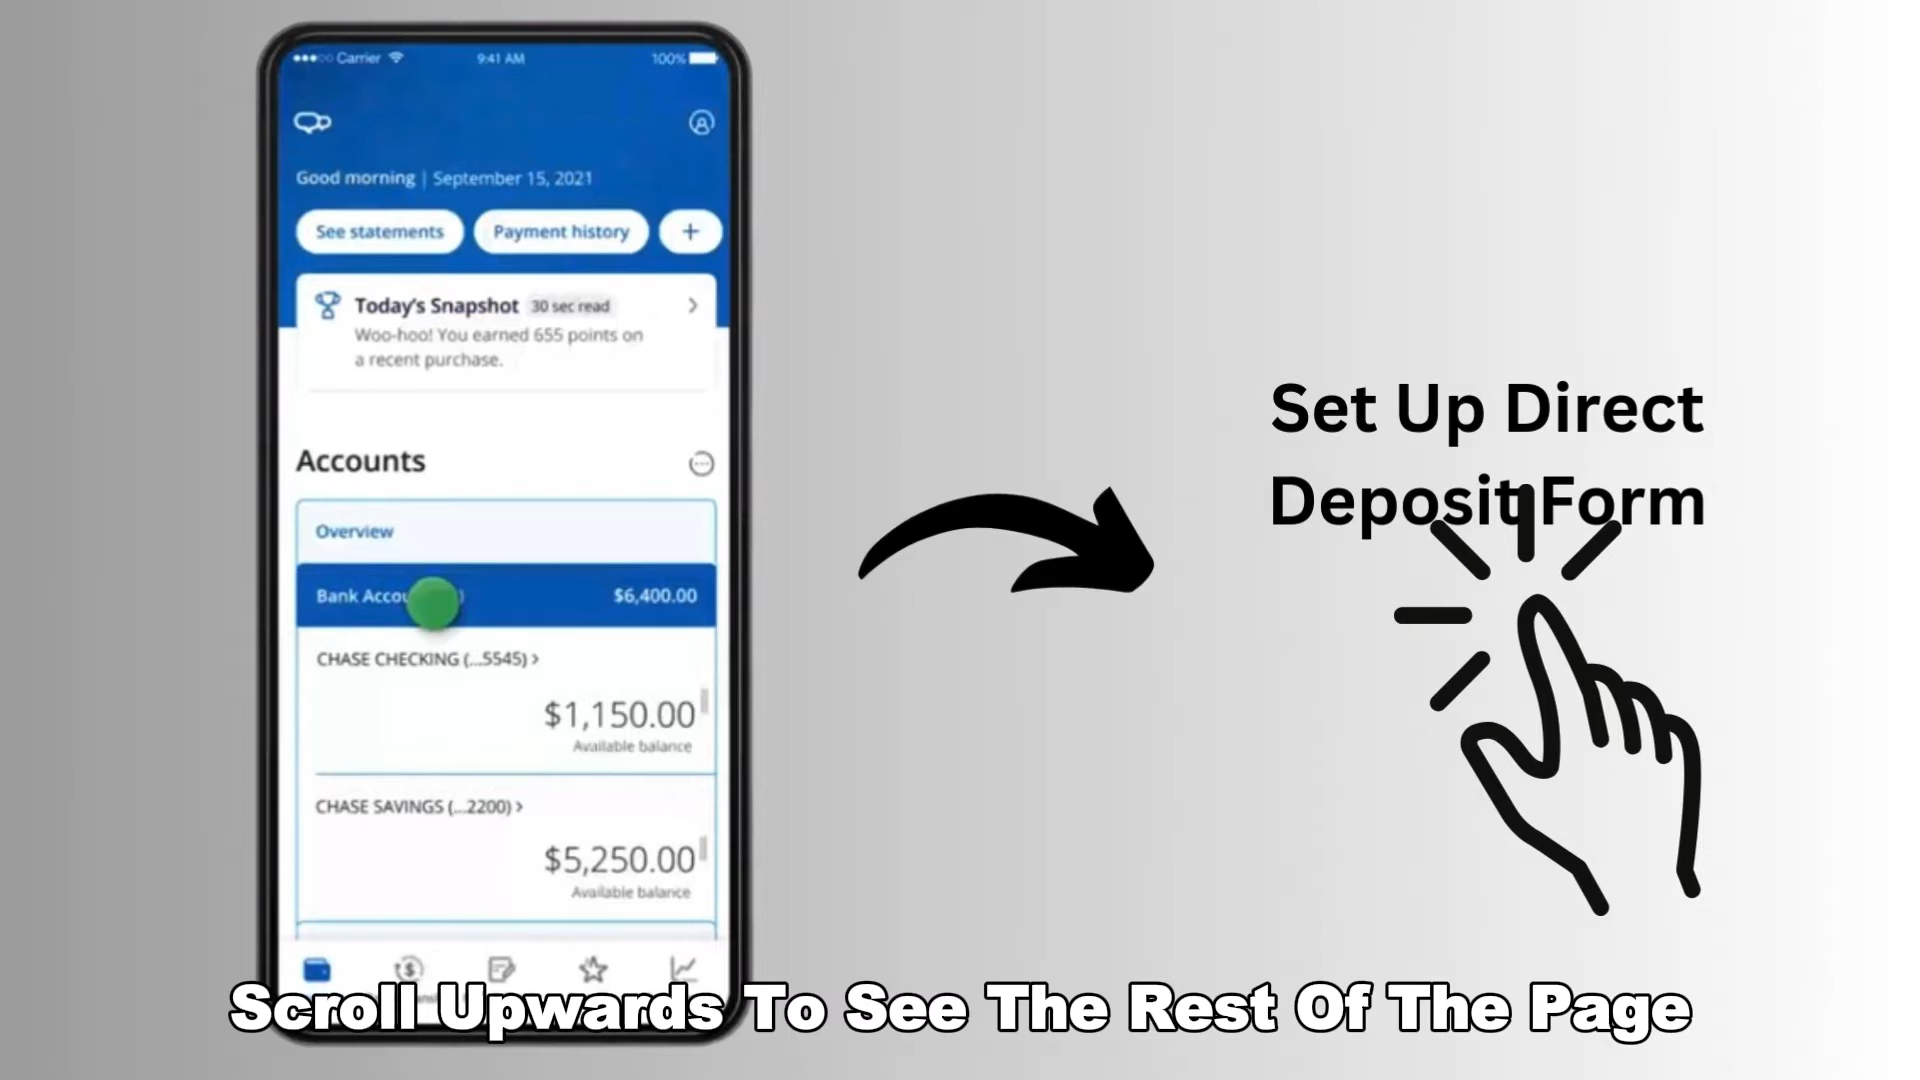 Carrier
9:41 AM
100%
Good morning | September 15, 2021
See statements
Payment history
+
Today's Snapshot 30 sec read
Woo-hoo! You earned 655 points on
a recent purchase.
Accounts
Overview
Bank
$6,400.00
CHASE CHECKING (...5545) >
$1,150.00
Available balance
CHASE SAVINGS (...2200) >
$5,250.00
Available balance
Set Up Direct
Deposit Form
Scroll Upwards To See The Rest Of The Page